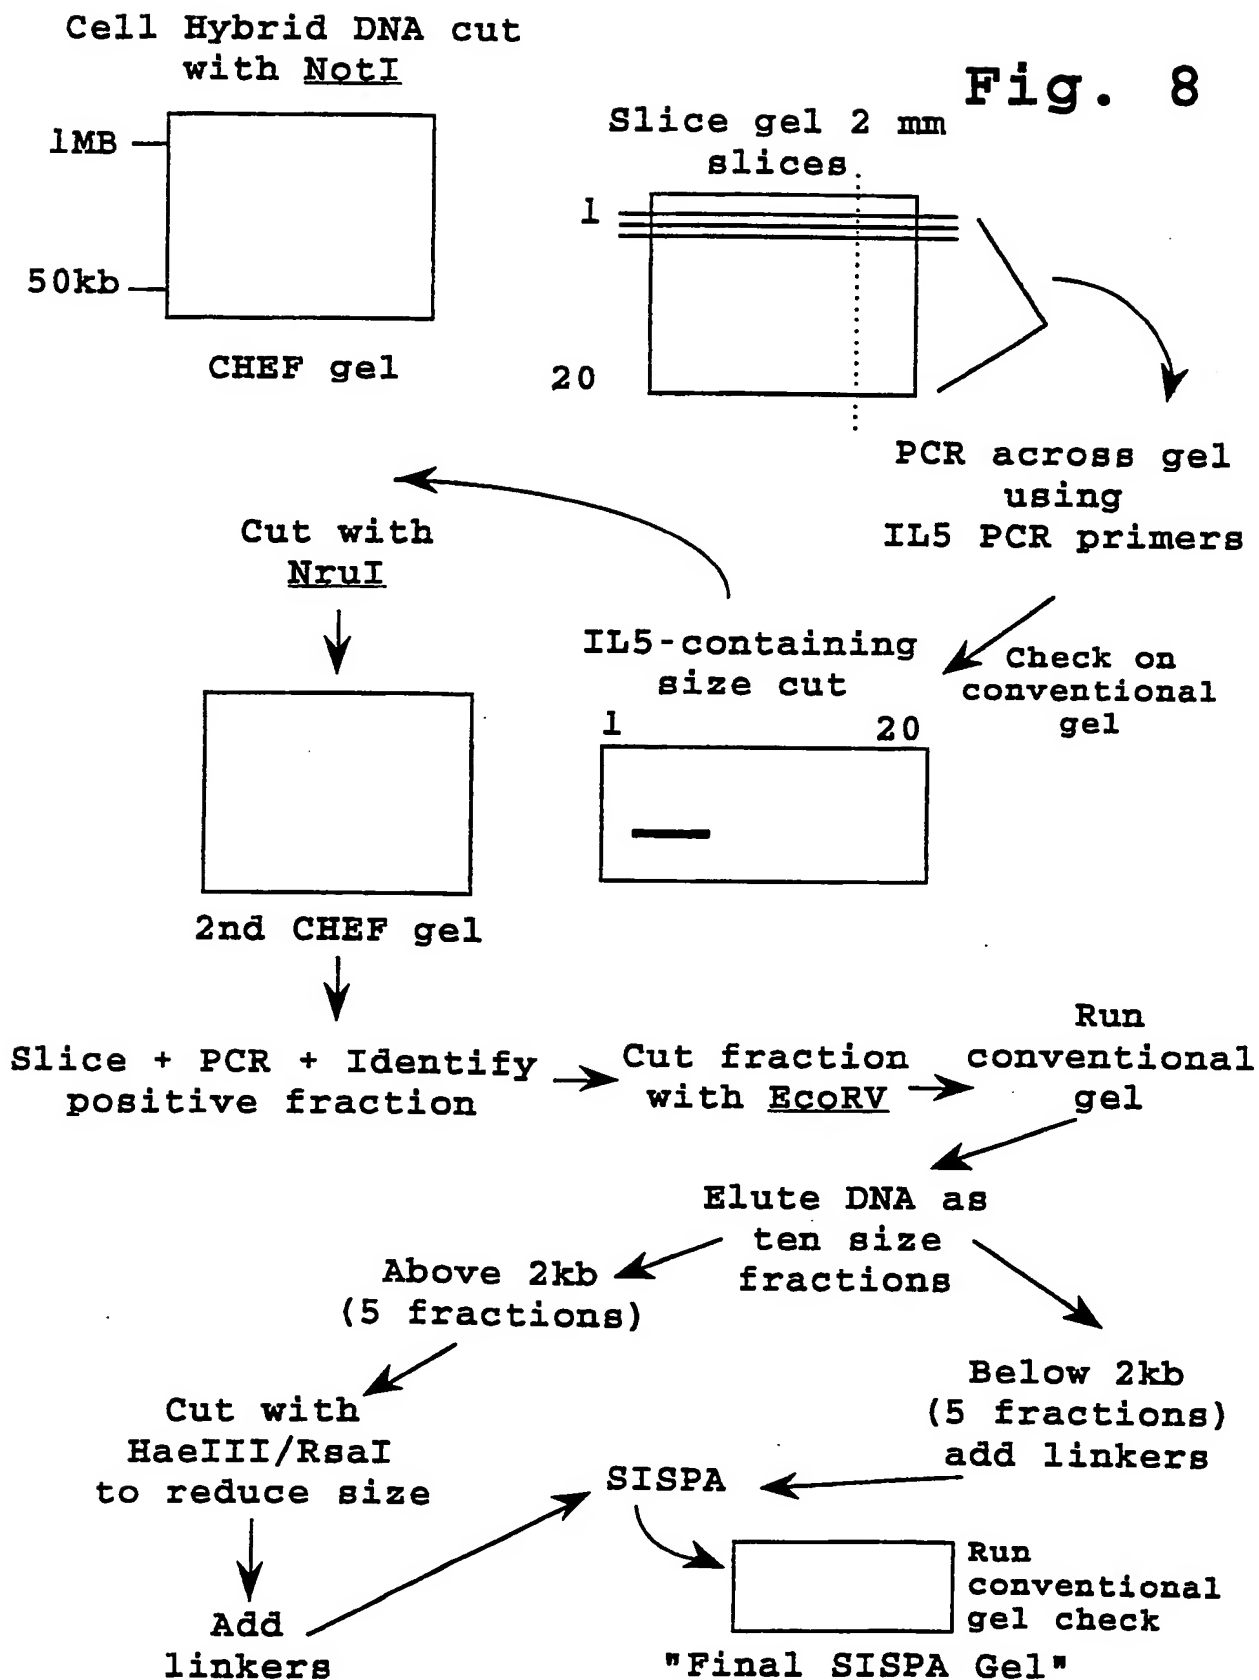 Cell Hybrid DNA cut
with NotI
Fig. 8
1MB
50kb
CHEF gel
Slice gel 2 mm
slices
1
20
PCR across gel
using
IL5 PCR primers
Check on
conventional
gel
IL5-containing
size cut
1 20
Cut with
NruI
2nd CHEF gel
Slice + PCR + Identify
positive fraction
Cut fraction
with EcoRV
Run
conventional
gel
Elute DNA as
ten size
fractions
Above 2kb
(5 fractions)
Below 2kb
(5 fractions)
add linkers
Cut with
HaeIII/RsaI
to reduce size
Add
linkers
SISPA
Run
conventional
gel check
"Final SISPA Gel"